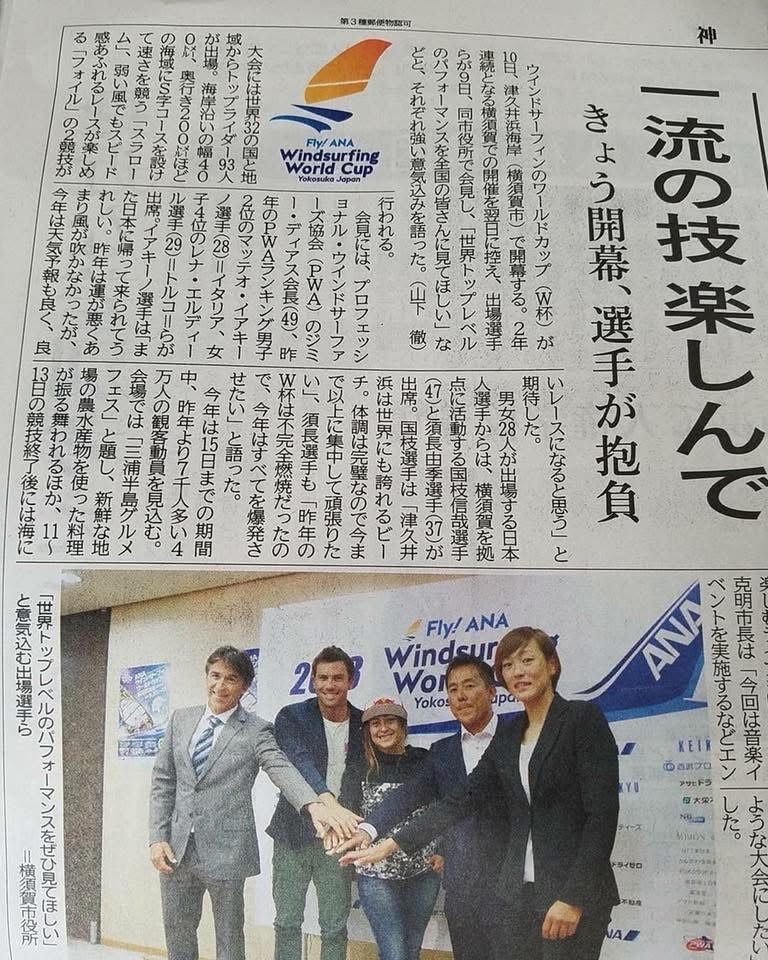 第3種郵便物認可
神
一流の技 楽しんで
きょう開幕、選手が抱負
ウインドサーフィンのワールドカップ(W杯)が
10日、津久井浜海岸(横須賀市)で開幕する。2年
連続となる横須賀での開催を翌日に控え、出場選手
らが9日、同市役所で会見し、「世界トップレベル
のパフォーマンスを全国の皆さんに見てほしい」な
どと、それぞれ強い意気込みを語った。(山下 徹)
Fly! ANA
Windsurfing
World Cup
Yokosuka Japan
大会には世界32の国と地
域からトップライダー93人
が出場。海岸沿いの幅40
0㍍、奥行き200㍍ほど
の海域にS字コースを設け
て速さを競う「スラロー
ム」、弱い風でもスピード
感あふれるレースが楽しめ
る「フォイル」の2競技が
行われる。
会見には、プロフェッシ
ョナル・ウインドサーファ
ーズ協会(PWA)のジミ
ー・ディアス会長(49)、昨
年のPWAランキング男子
2位のマッテオ・イアキー
ノ選手(28)=イタリア、女
子4位のレナ・エルディー
ル選手(29)=トルコ=らが
出席。イアキーノ選手は「ま
た日本に帰って来られてう
れしい。昨年は運が悪くあ
まり風が吹かなかったが、
今年は天気予報も良く、良
いレースになると思う」と
期待した。
男女28人が出場する日本
人選手からは、横須賀を拠
点に活動する国枝信哉選手
(47)と須長由季選手(37)が
出席。国枝選手は「津久井
浜は世界にも誇れるビー
チ。体調は完璧なので今ま
で以上に集中して頑張りた
い」、須長選手も「昨年の
W杯は不完全燃焼だったの
で、今年はすべてを爆発さ
せたい」と語った。
今年は15日までの期間
中、昨年より7千人多い4
万人の観客動員を見込む。
会場では「三浦半島グルメ
フェス」と題し、新鮮な地
場の農水産物を使った料理
が振る舞われるほか、11〜
13日の競技終了後には海に
克明市長は「今回は音楽イ
ベントを実施するなどエン
ような大会にしたい」
した。
Fly! ANA
Windsurfing
World Cup
Yokosuka Japan
ANA
西武プロ
「世界トップレベルのパフォーマンスをぜひ見てほしい」
と意気込む出場選手ら
=横須賀市役所